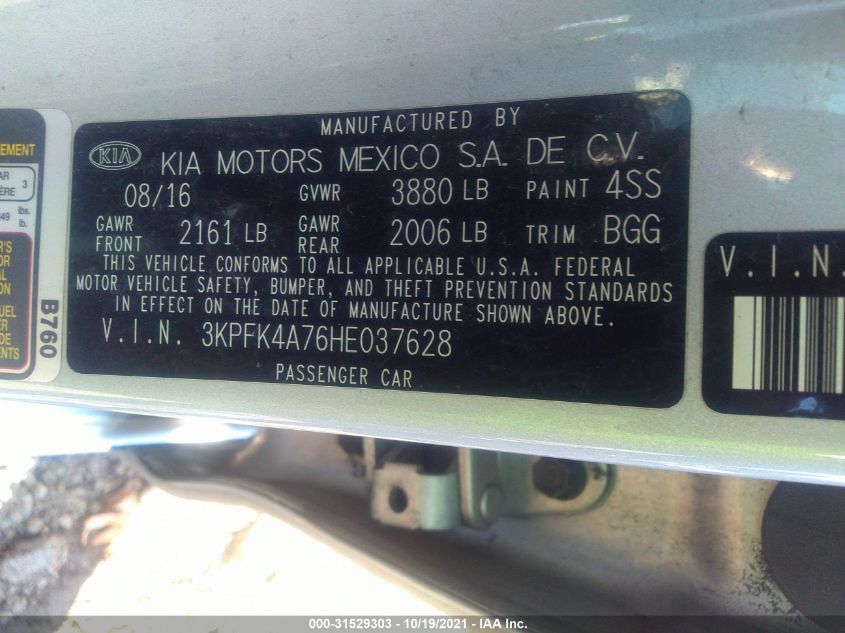 MANUFACTURED BY
KIA KIA MOTORS MEXICO S.A. DE C.V.
08/16 GVWR 3880 LB PAINT 4SS
GAWR FRONT 2161 LB GAWR REAR 2006 LB TRIM BGG
THIS VEHICLE CONFORMS TO ALL APPLICABLE U.S.A. FEDERAL
MOTOR VEHICLE SAFETY, BUMPER, AND THEFT PREVENTION STANDARDS
IN EFFECT ON THE DATE OF MANUFACTURE SHOWN ABOVE.
V.I.N. 3KPFK4A76HE037628
PASSENGER CAR
B760
V.I.N.
000-31529303 - 10/19/2021 - IAA Inc.